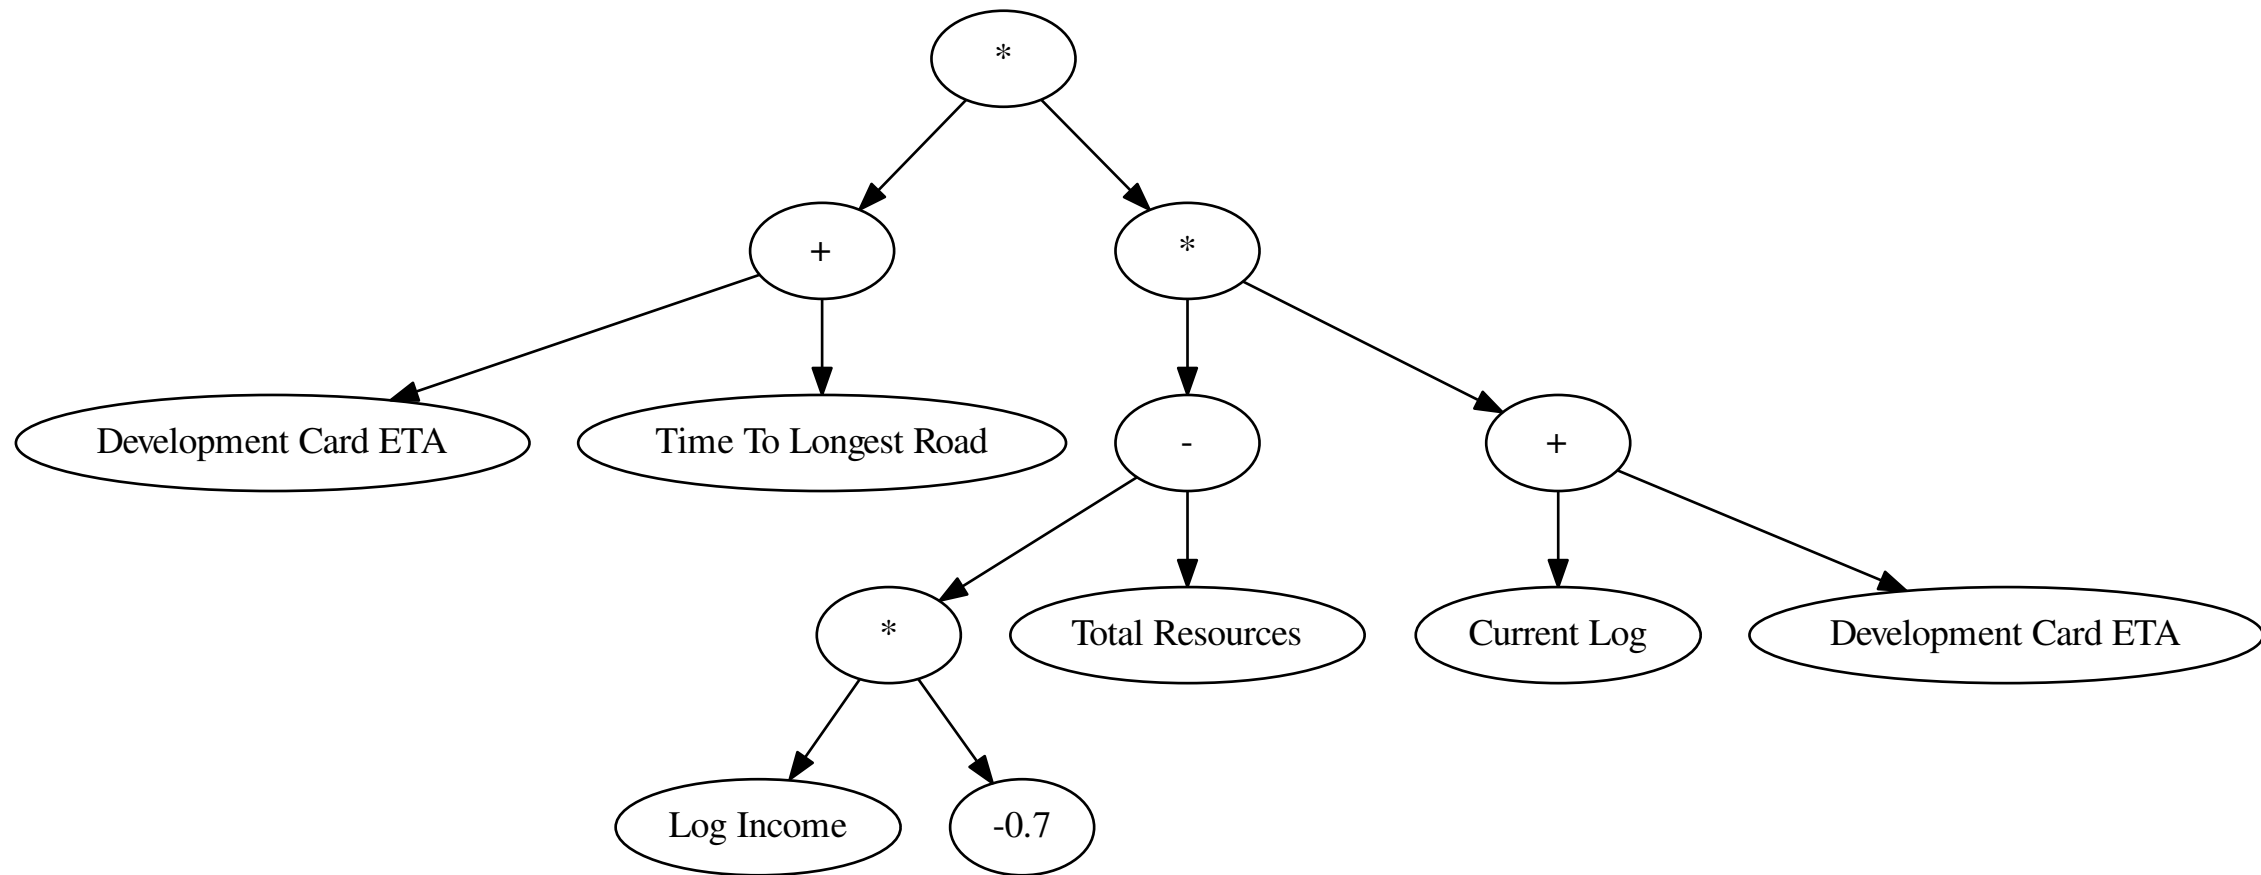 *
+
*
Development Card ETA
Time To Longest Road
-
+
*
Total Resources
Current Log
Development Card ETA
Log Income
-0.7